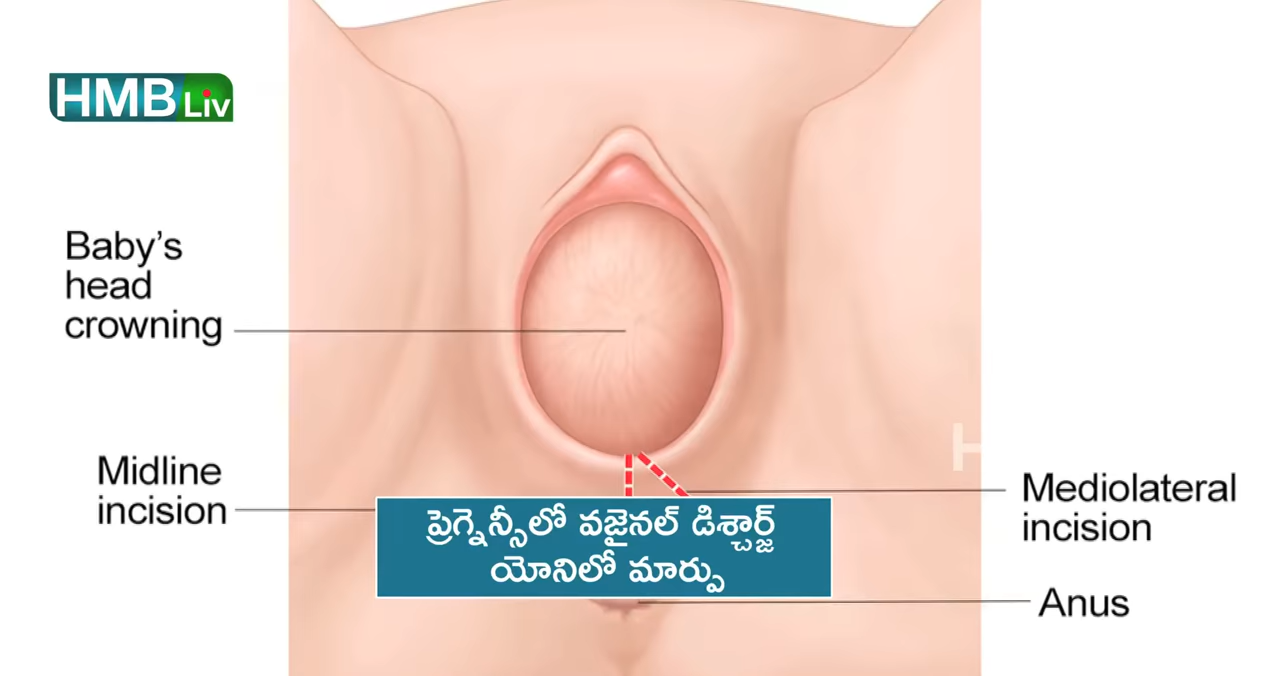 HMB Liv
Baby's
head
crowning
Midline
incision
ప్రెగ్నెన్సీలో వజైనల్ డిశ్చార్జ్
యోనిలో మార్పు
Mediolateral
incision
Anus
H